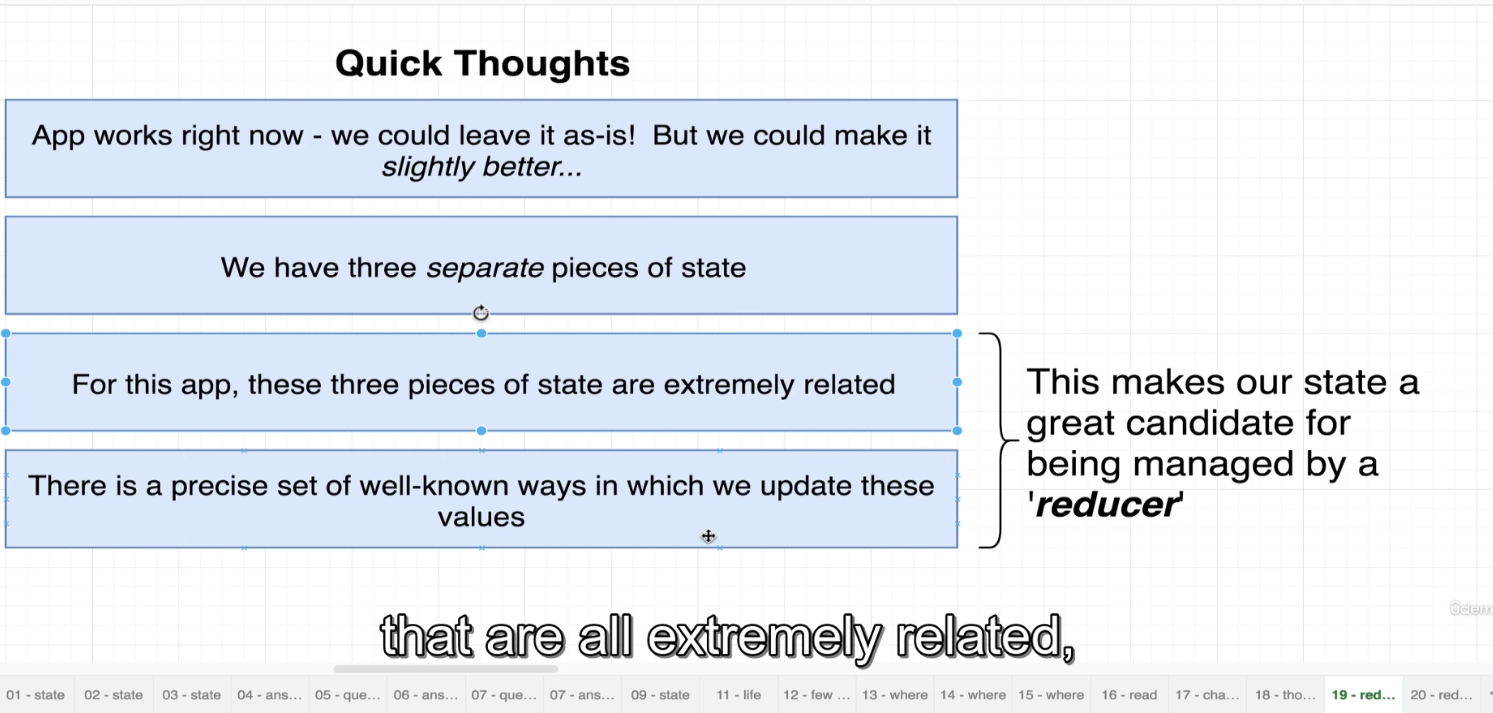 Quick Thoughts
App works right now - we could leave it as-is! But we could make it
slightly better...
We have three separate pieces of state
For this app, these three pieces of state are extremely related
There is a precise set of well-known ways in which we update these
values
This makes our state a
great candidate for
being managed by a
'reducer'
that are all extremely related,
01 - state 02 - state 03 - state 04 - ans... 05 - que... 06 - ans... 07 - que... 07 - ans... 09 - state 11 - life 12 - few ... 13 - where 14 - where 15 - where 16 - read 17 - cha... 18 - tho... 19 - red... 20 - red...